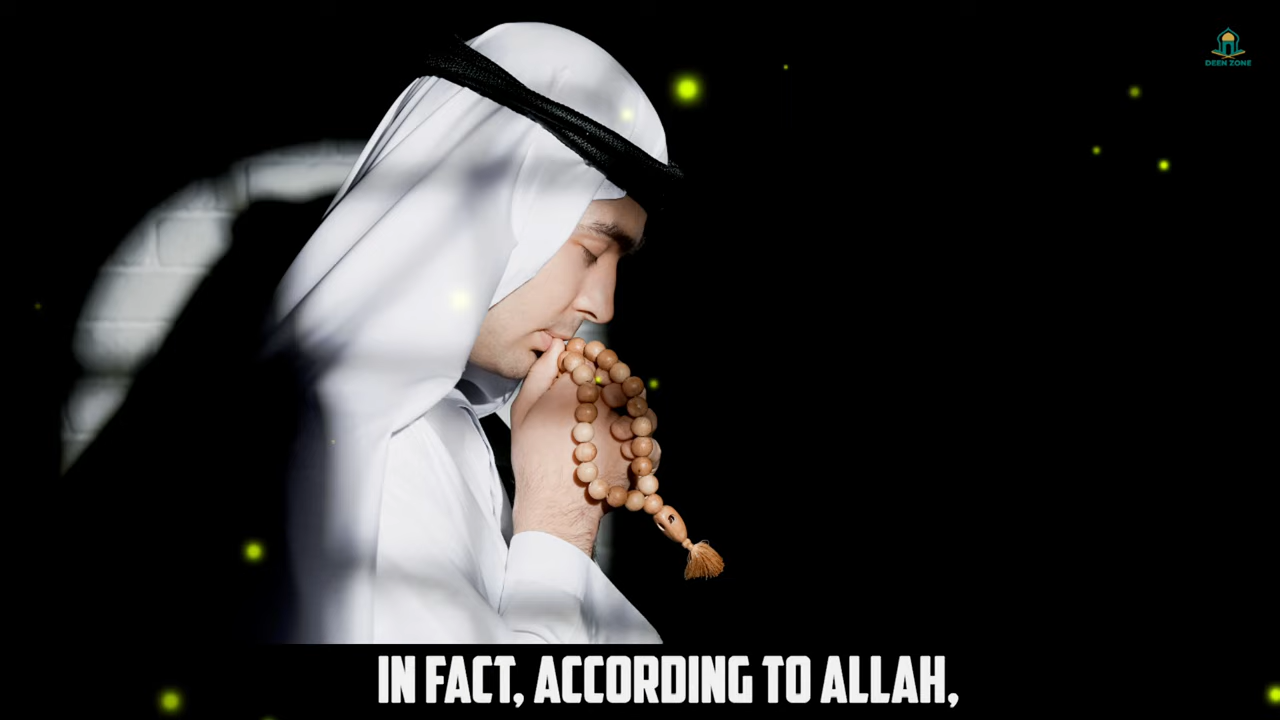 DEEN ZONE
IN FACT, ACCORDING TO ALLAH,